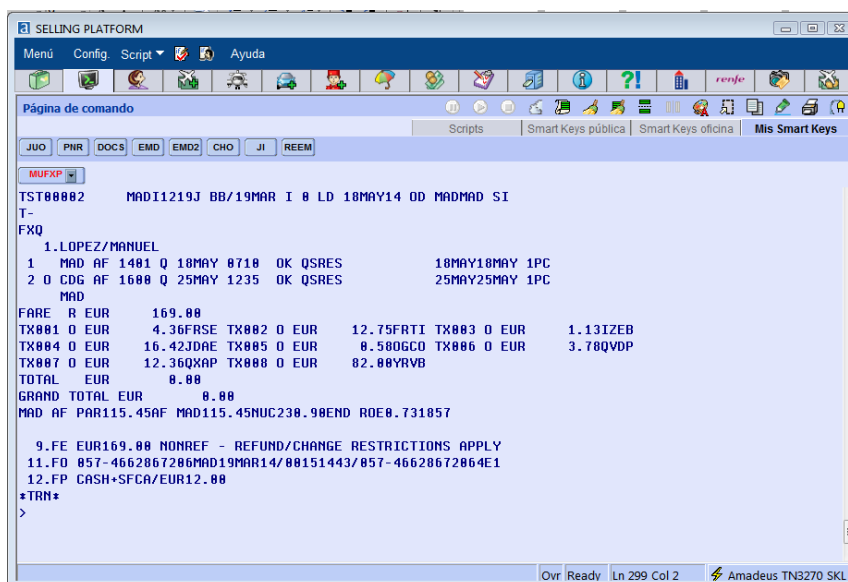 a SELLING PLATFORM
Menú Config. Script Ayuda
?! i renfe
Página de comando
Scripts Smart Keys pública Smart Keys oficina Mis Smart Keys
JUO PNR DOCS EMD EMD2 CHO JI REEM
MUFXP
TST00002 MADI1219J BB/19MAR I 0 LD 18MAY14 OD MADMAD SI
T-
FXQ
1.LOPEZ/MANUEL
1 MAD AF 1401 Q 18MAY 0710 OK QSRES 18MAY18MAY 1PC
2 O CDG AF 1600 Q 25MAY 1235 OK QSRES 25MAY25MAY 1PC
MAD
FARE R EUR 169.00
TX001 O EUR 4.36FRSE TX002 O EUR 12.75FRTI TX003 O EUR 1.13IZEB
TX004 O EUR 16.42JDAE TX005 O EUR 0.58OGCO TX006 O EUR 3.78QVDP
TX007 O EUR 12.36QXAP TX008 O EUR 82.00YRVB
TOTAL EUR 0.00
GRAND TOTAL EUR 0.00
MAD AF PAR115.45AF MAD115.45NUC230.90END ROE0.731857
9.FE EUR169.00 NONREF - REFUND/CHANGE RESTRICTIONS APPLY
11.FO 057-4662867206MAD19MAR14/00151443/057-46628672064E1
12.FP CASH+SFCA/EUR12.00
*TRN*
>
Ovr Ready Ln 299 Col 2 Amadeus TN3270 SKL